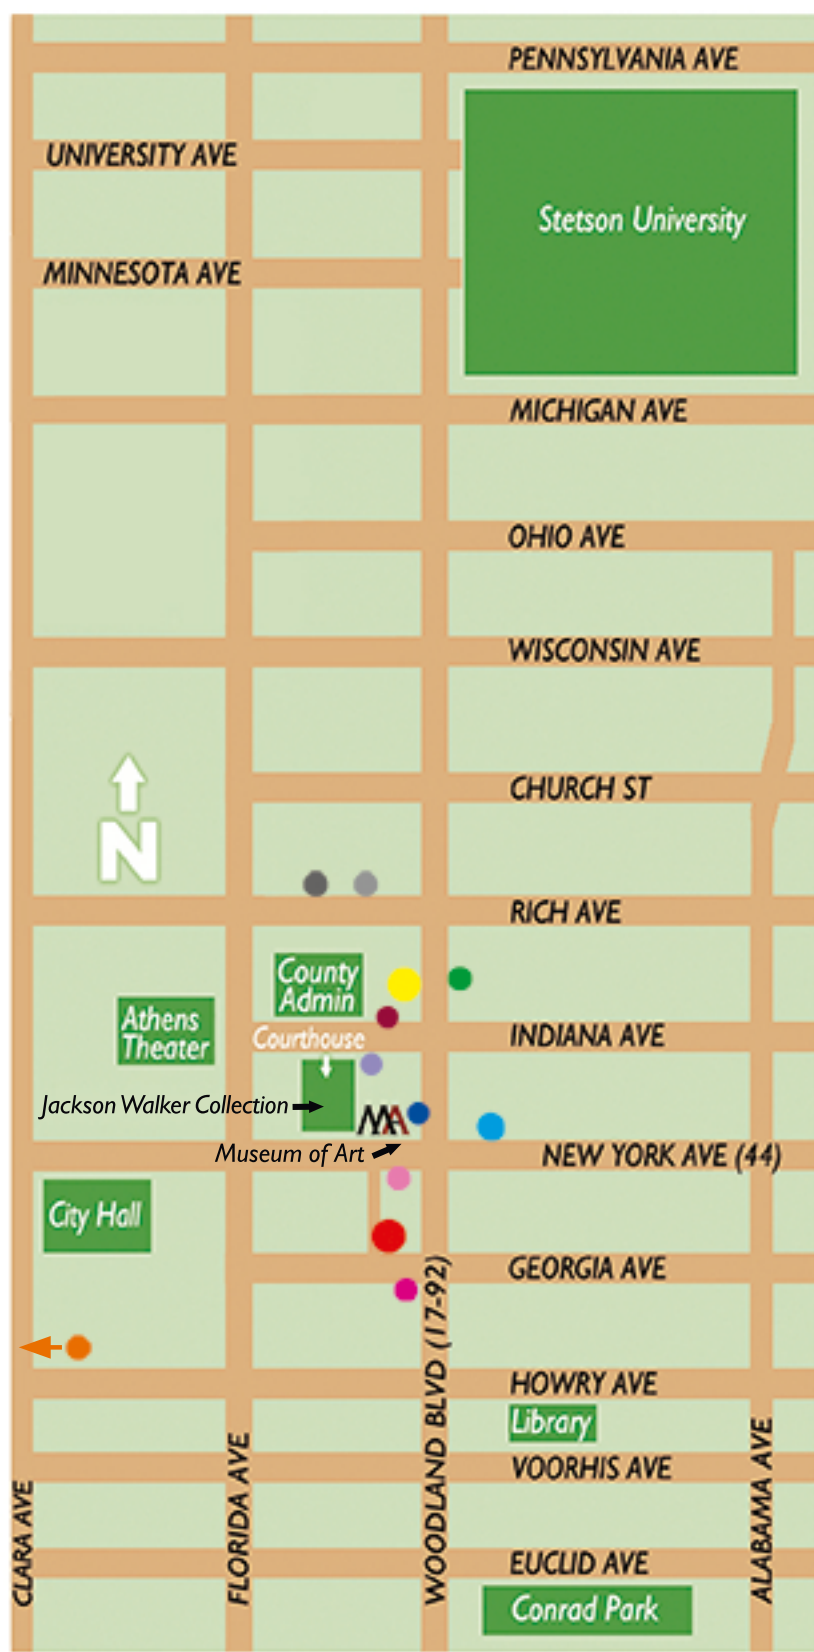 PENNSYLVANIA AVE
UNIVERSITY AVE
Stetson University
MINNESOTA AVE
MICHIGAN AVE
OHIO AVE
WISCONSIN AVE
CHURCH ST
N
RICH AVE
County
Admin
Athens
Theater
Courthouse
INDIANA AVE
Jackson Walker Collection
MA
Museum of Art
NEW YORK AVE (44)
City Hall
GEORGIA AVE
HOWRY AVE
Library
VOORHIS AVE
EUCLID AVE
Conrad Park
CLARA AVE
FLORIDA AVE
WOODLAND BLVD (17-92)
ALABAMA AVE